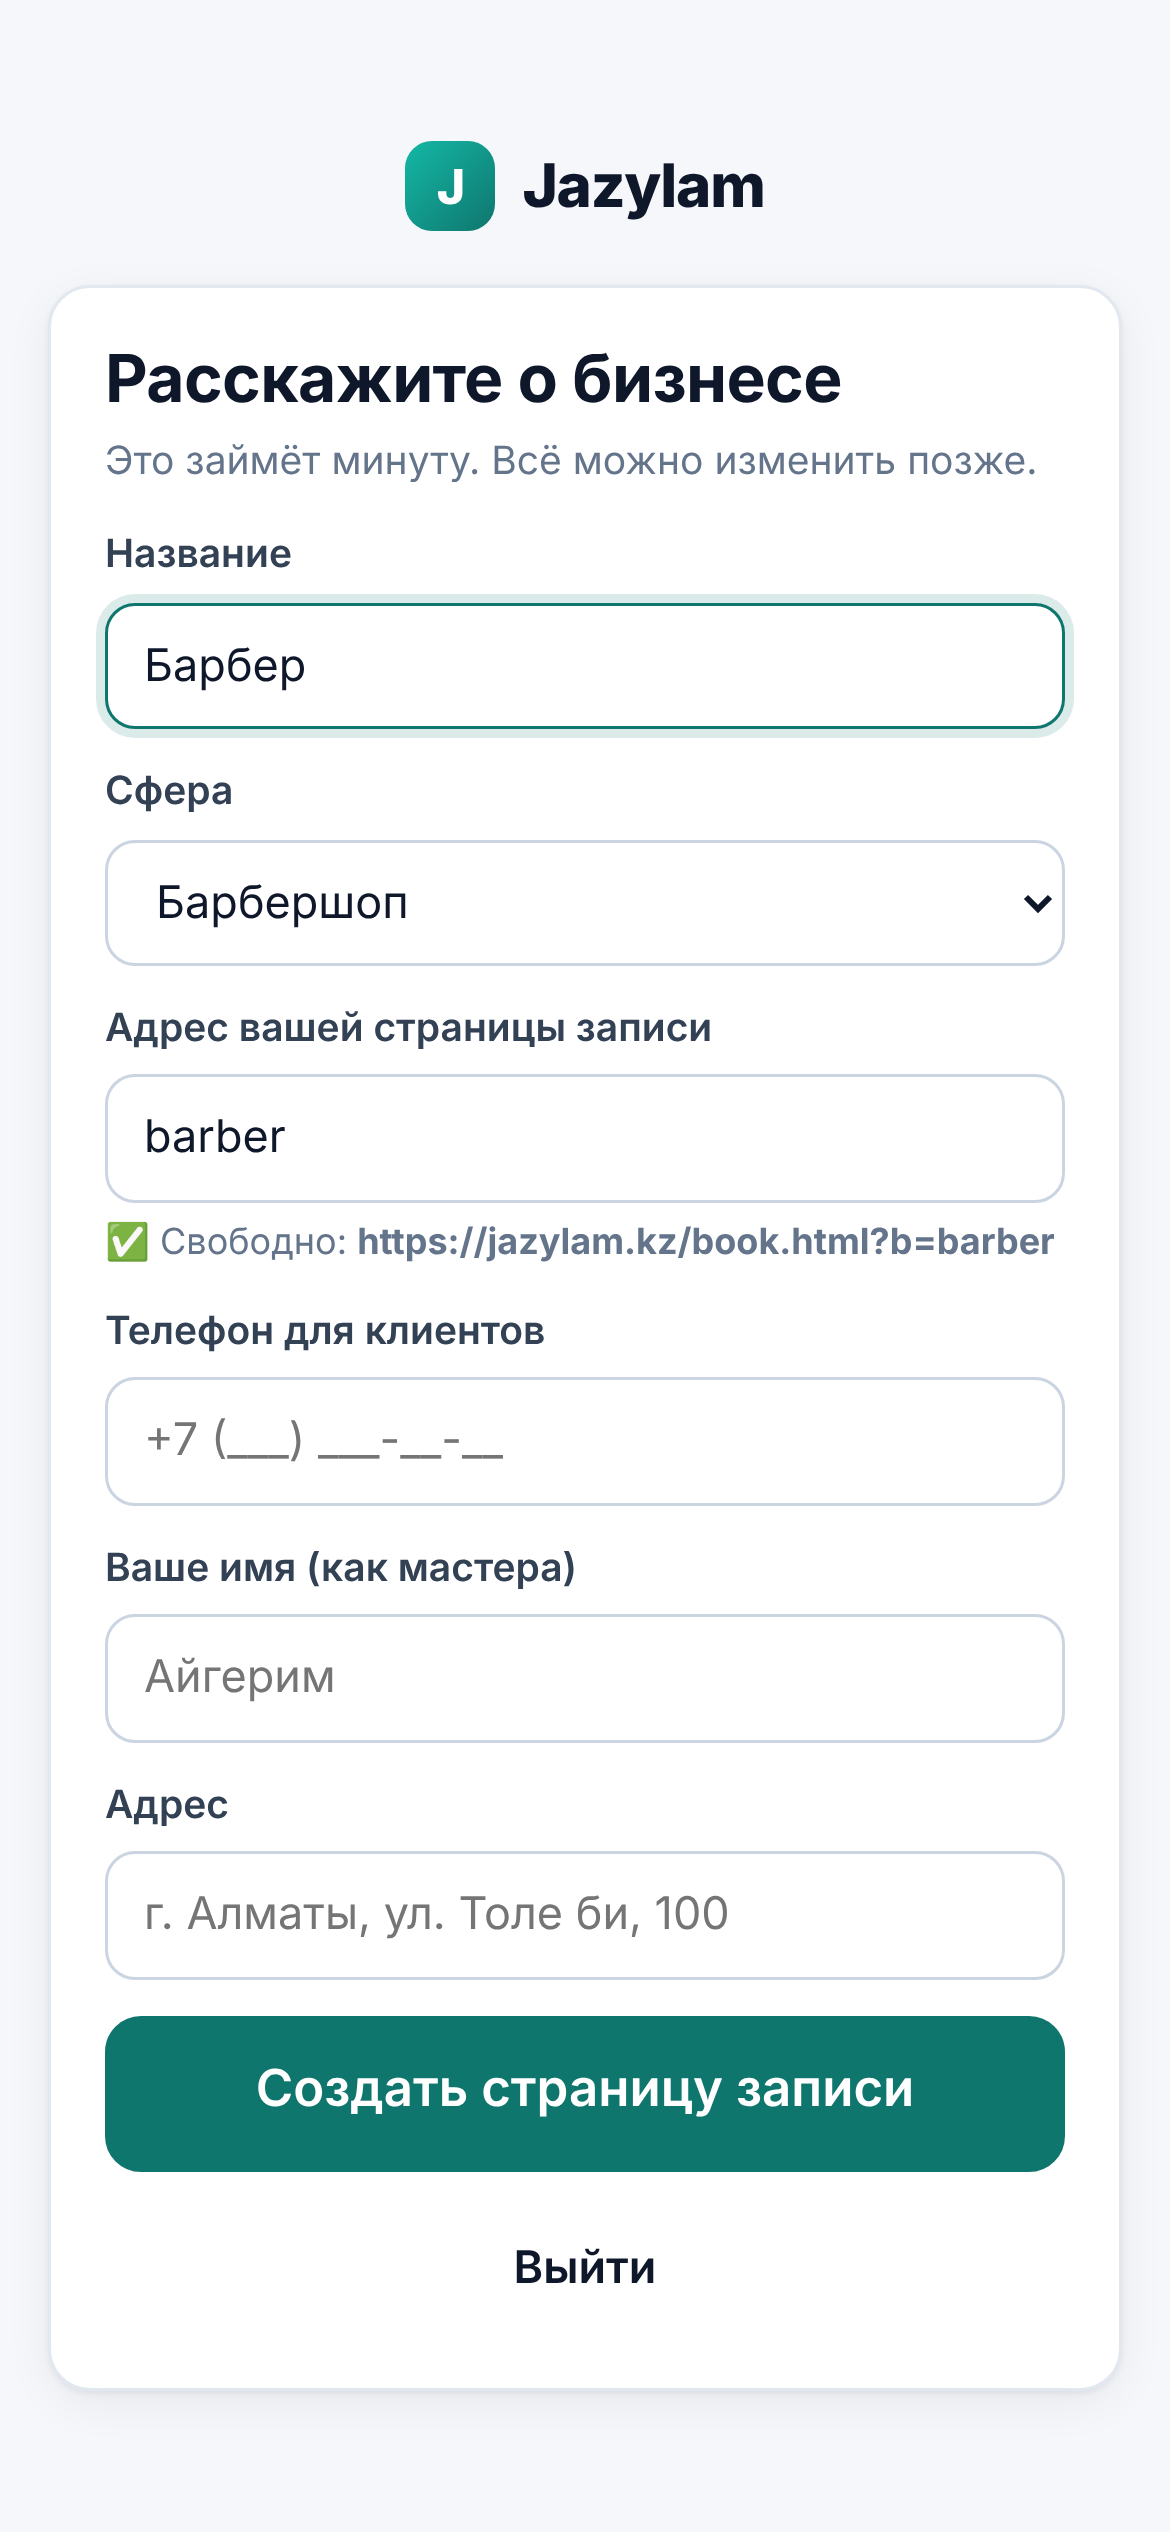 J Jazylam
Расскажите о бизнесе
Это займёт минуту. Всё можно изменить позже.
Название
Барбер
Сфера
Барбершоп
Адрес вашей страницы записи
barber
✅ Свободно: https://jazylam.kz/book.html?b=barber
Телефон для клиентов
+7 (___) ___-__-__
Ваше имя (как мастера)
Айгерим
Адрес
г. Алматы, ул. Толе би, 100
Создать страницу записи
Выйти